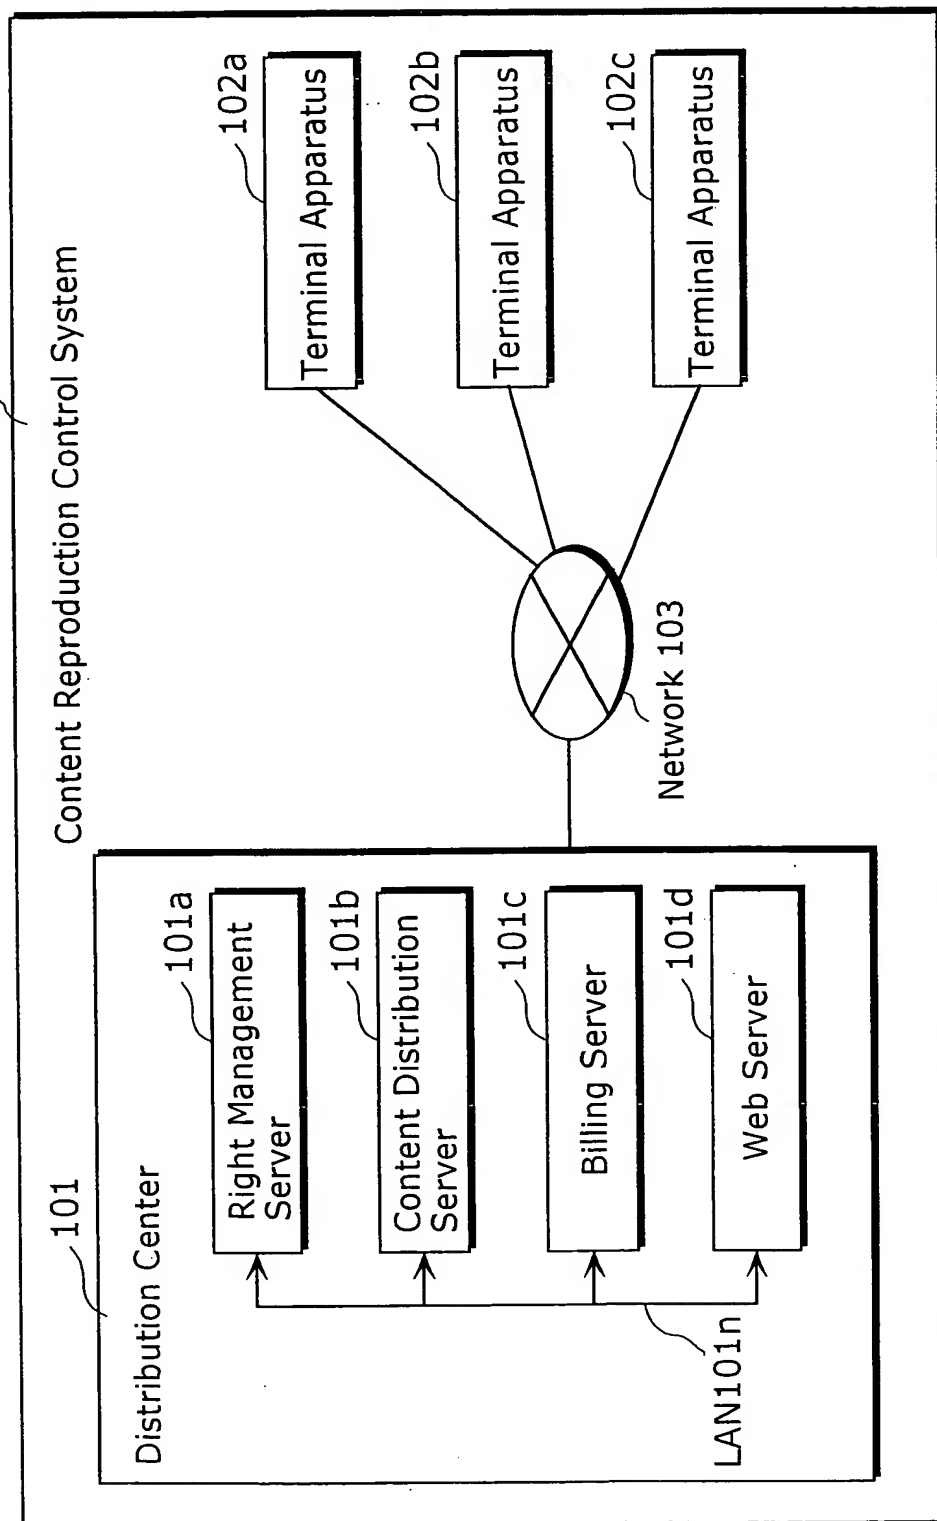 Content Reproduction Control System
101
Distribution Center
101a
Right Management
Server
101b
Content Distribution
Server
101c
Billing Server
101d
Web Server
LAN101n
Network 103
102a
Terminal Apparatus
102b
Terminal Apparatus
102c
Terminal Apparatus